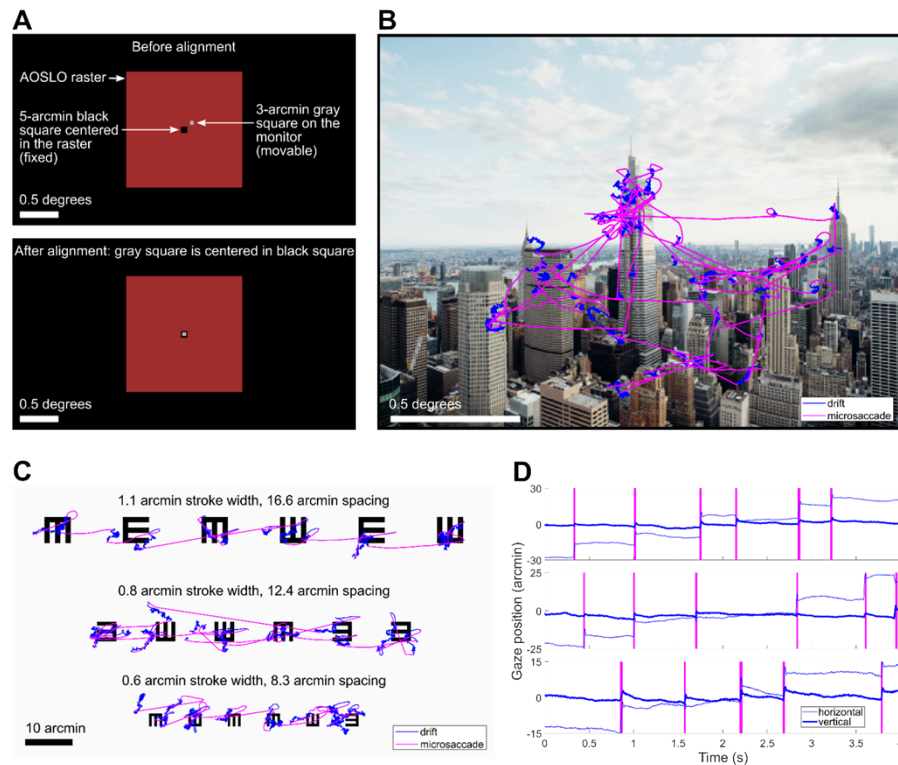 A
Before alignment
AOSLO raster
5-arcmin black
square centered
in the raster
(fixed)
3-arcmin gray
square on the
monitor
(movable)
0.5 degrees
After alignment: gray square is centered in black square
0.5 degrees
B
0.5 degrees
drift
microsaccade
C
1.1 arcmin stroke width, 16.6 arcmin spacing
0.8 arcmin stroke width, 12.4 arcmin spacing
0.6 arcmin stroke width, 8.3 arcmin spacing
10 arcmin
drift
microsaccade
D
Gaze position (arcmin)
30
0
-30
25
0
-25
15
0
-15
horizontal
vertical
0 0.5 1 1.5 2 2.5 3 3.5 4
Time (s)